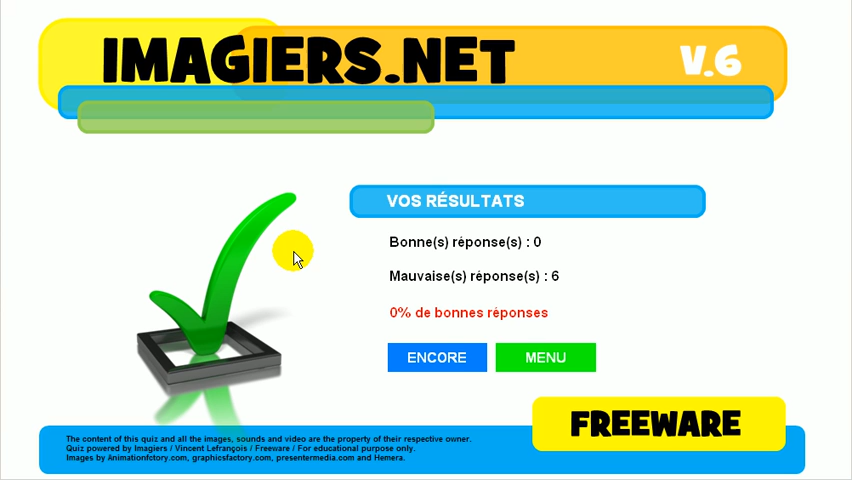 IMAGIERS.NET
V.6
VOS RÉSULTATS
Bonne(s) réponse(s) : 0
Mauvaise(s) réponse(s) : 6
0% de bonnes réponses
ENCORE
MENU
FREEWARE
The content of this quiz and all the images, sounds and video are the property of their respective owner.
Quiz powered by Imagiers / Vincent Lefrançois / Freeware / For educational purpose only.
Images by Animationfctory.com, graphicsfactory.com, presentermedia.com and Hemera.